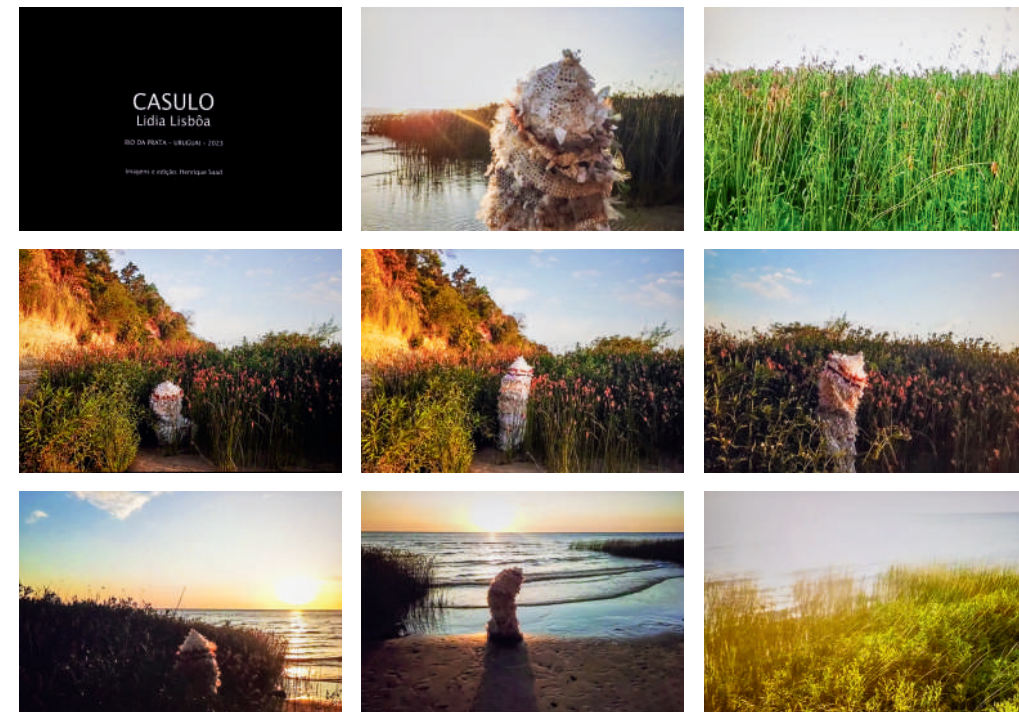 CASULO
Lidia Lisbôa
RIO DA PRATA - URUGUAI - 2023
Imagens e edição: Henrique Saad